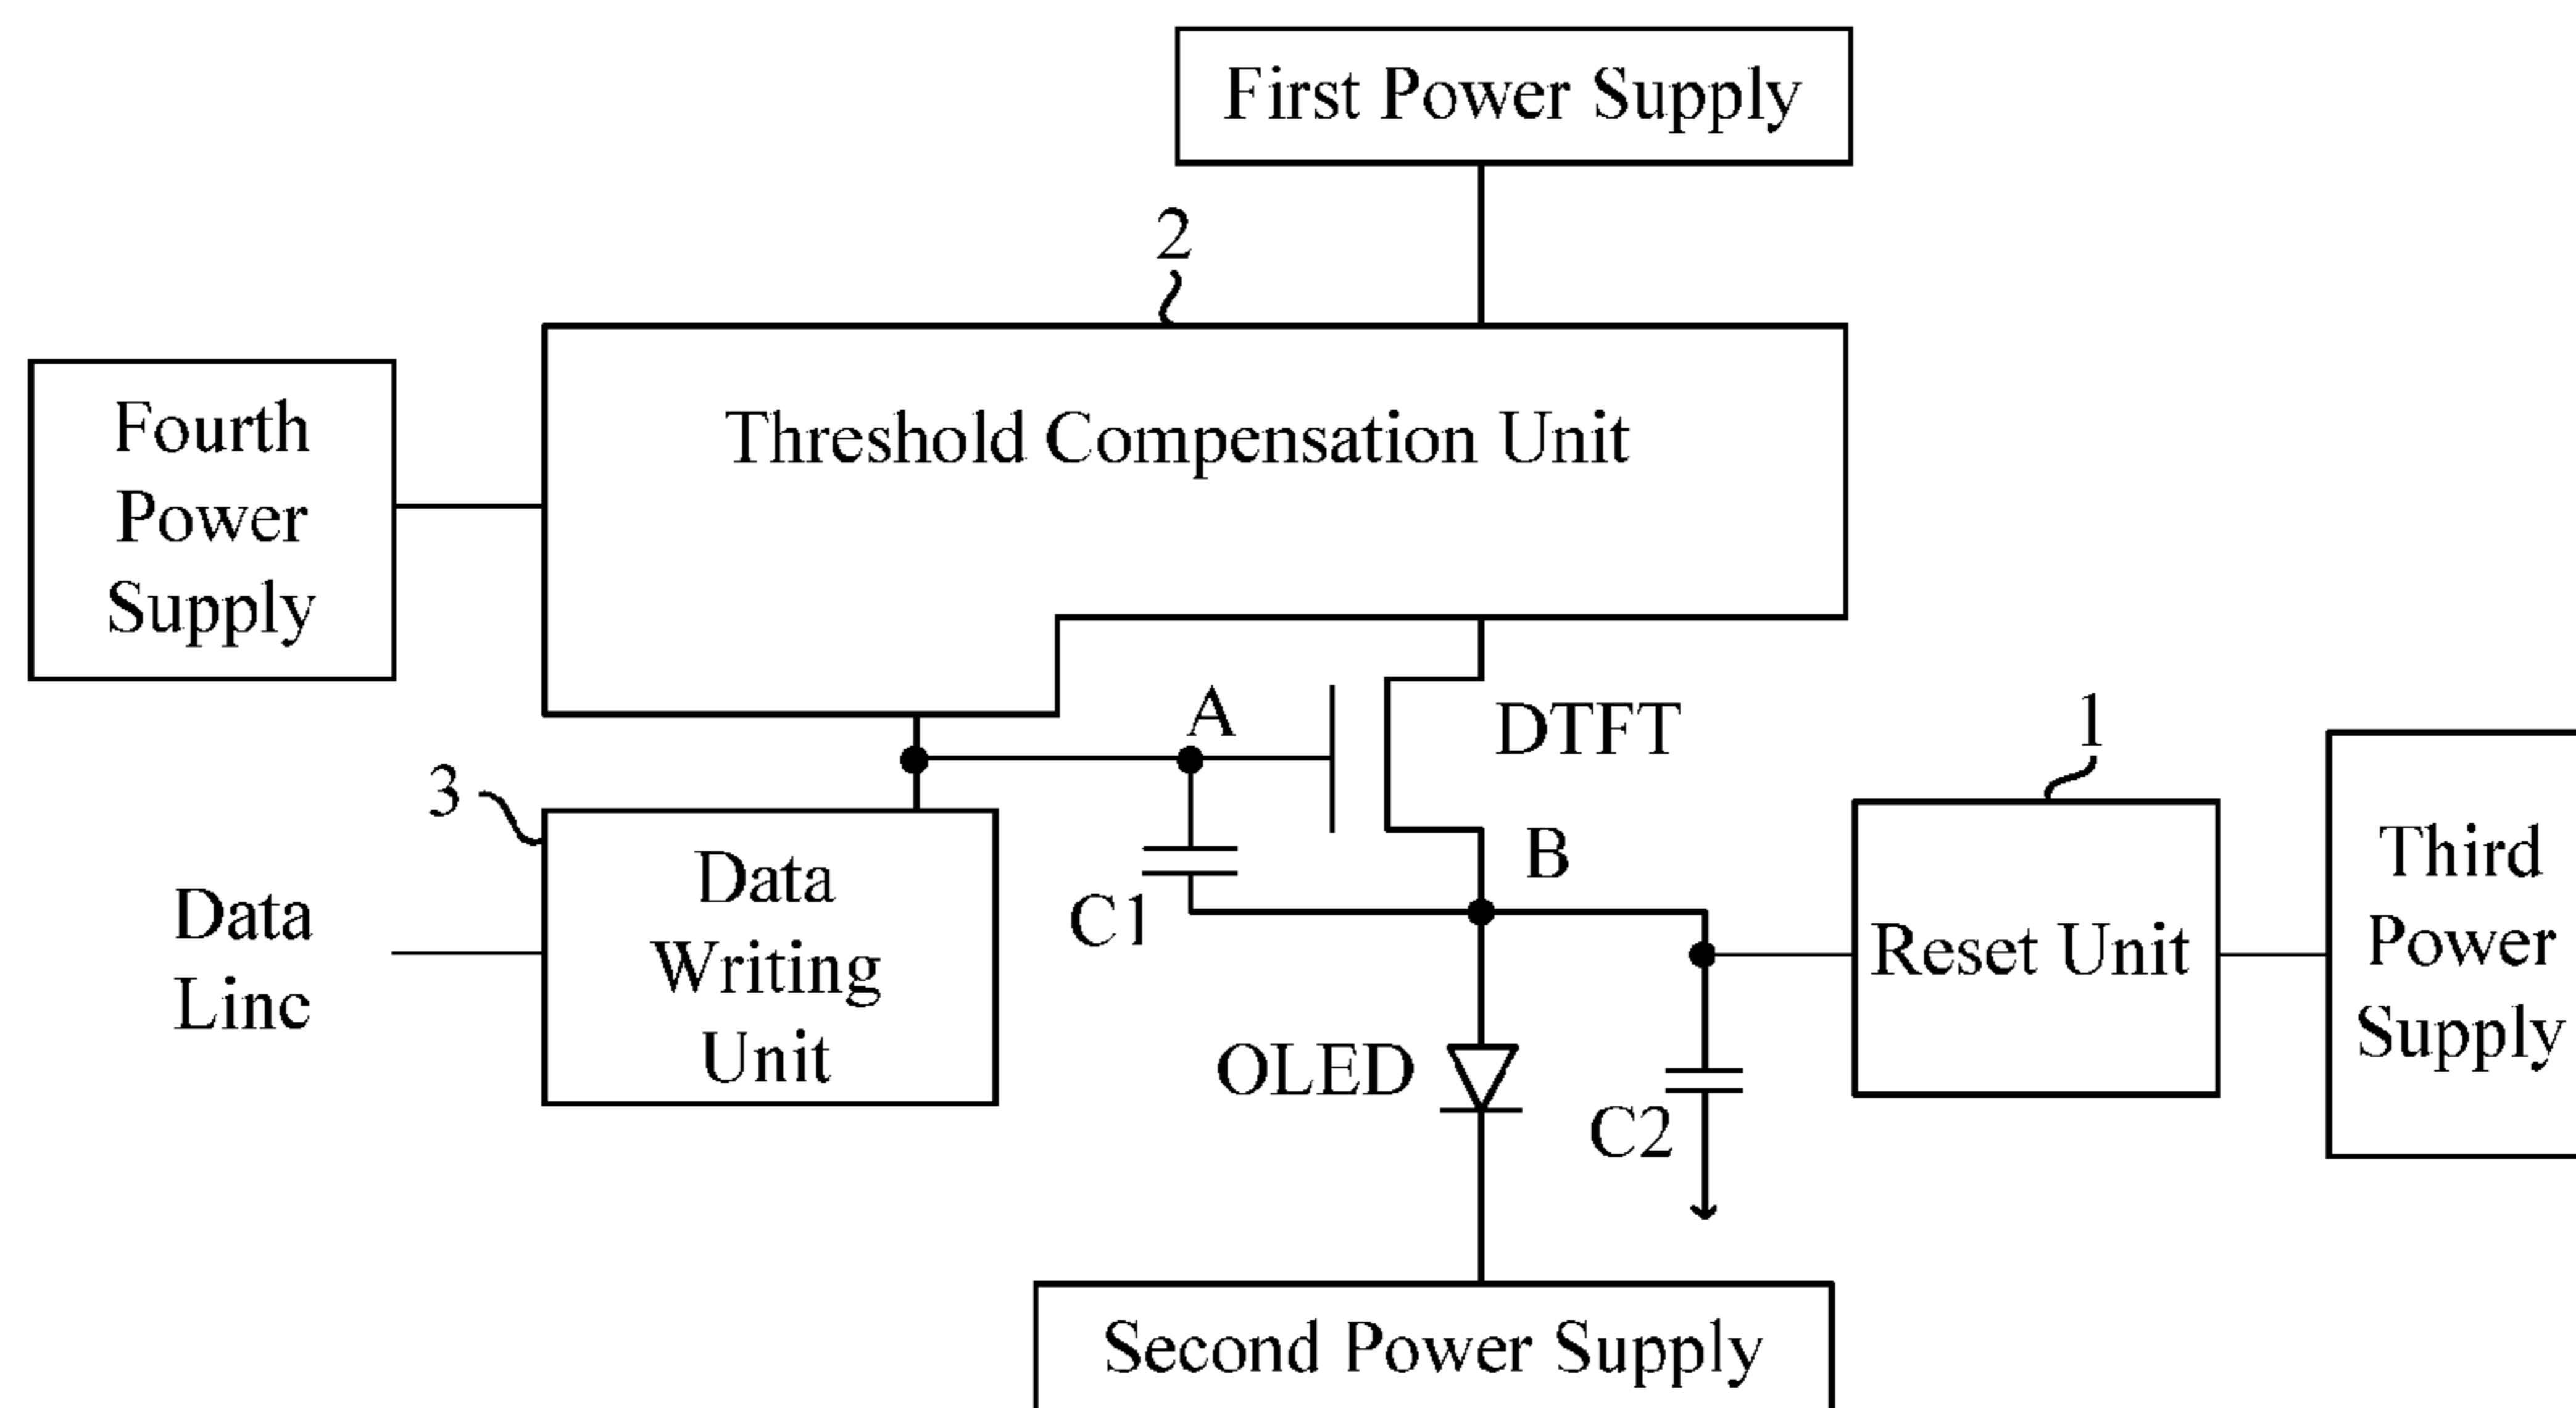 First Power Supply
2
Fourth
Power
Supply
Threshold Compensation Unit
A
DTFT
1
3
Data
Writing
Unit
B
C1
Data
Linc
Reset Unit
Third
Power
Supply
OLED
C2
Second Power Supply